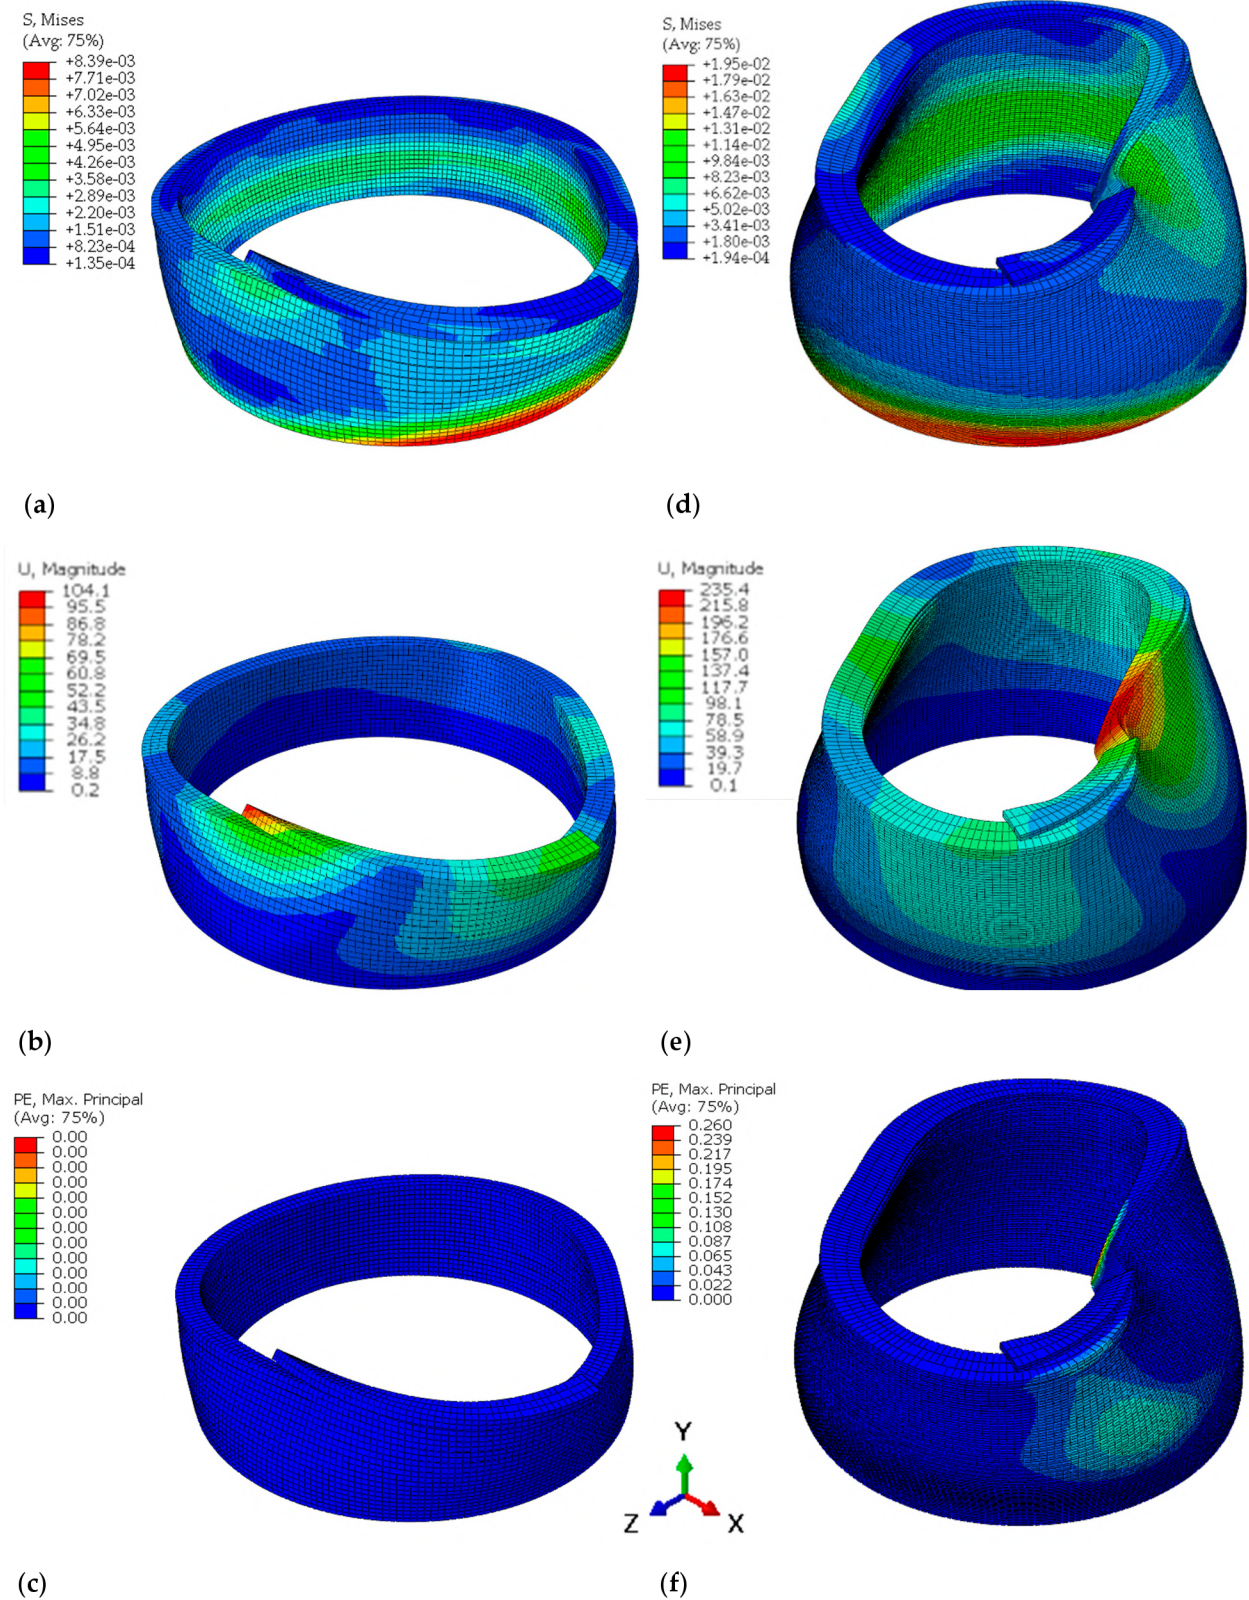 S, Mises
(Avg: 75%)
+8.39e-03
+7.71e-03
+7.02e-03
+6.33e-03
+5.64e-03
+4.95e-03
+4.26e-03
+3.58e-03
+2.89e-03
+2.20e-03
+1.51e-03
+8.23e-04
+1.35e-04
(a)
S, Mises
(Avg: 75%)
+1.95e-02
+1.79e-02
+1.63e-02
+1.47e-02
+1.31e-02
+1.14e-02
+9.84e-03
+8.23e-03
+6.62e-03
+5.02e-03
+3.41e-03
+1.80e-03
+1.94e-04
(d)
U, Magnitude
104.1
95.5
86.8
78.2
69.5
60.8
52.2
43.5
34.8
26.2
17.5
8.8
0.2
(b)
U, Magnitude
235.4
215.8
196.2
176.6
157.0
137.4
117.7
98.1
78.5
58.9
39.3
19.7
0.1
(e)
PE, Max. Principal
(Avg: 75%)
0.00
0.00
0.00
0.00
0.00
0.00
0.00
0.00
0.00
0.00
0.00
0.00
0.00
(c)
PE, Max. Principal
(Avg: 75%)
0.260
0.239
0.217
0.195
0.174
0.152
0.130
0.108
0.087
0.065
0.043
0.022
0.000
Y
Z
X
(f)